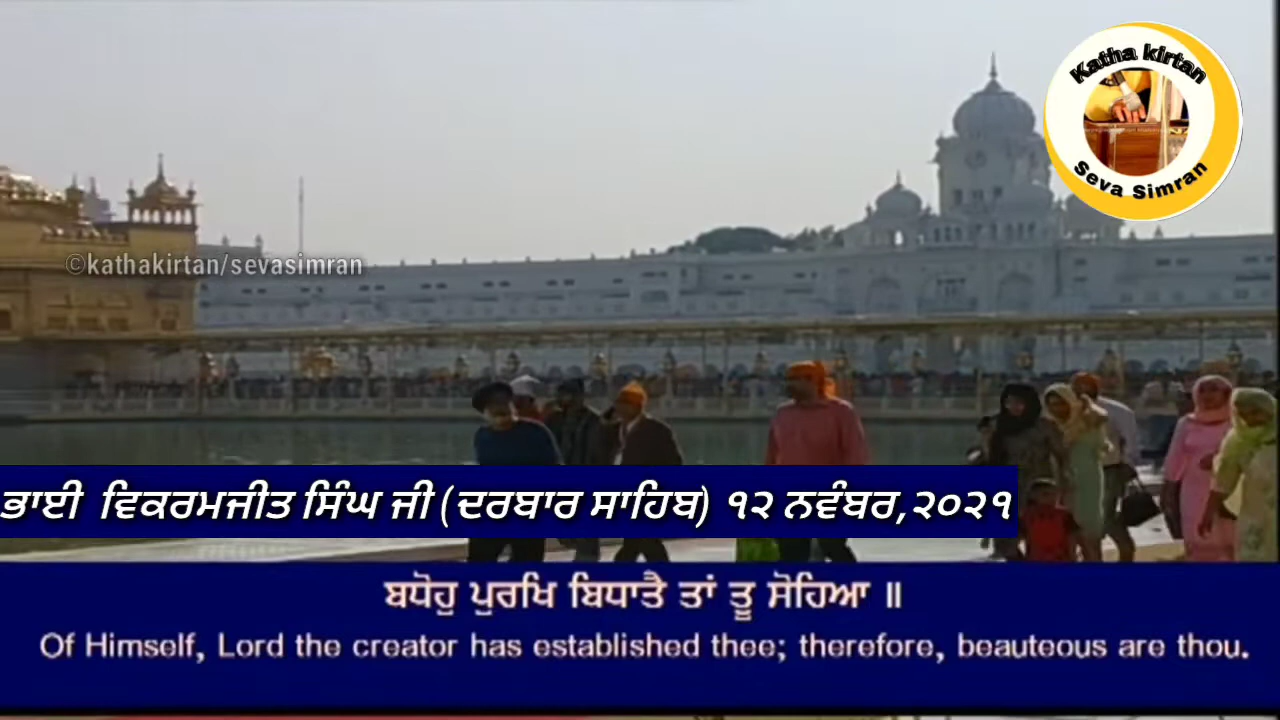 Katha kirtan
Seva Simran
©kathakirtan/sevasimran
ਭਾਈ ਵਿਕਰਮਜੀਤ ਸਿੰਘ ਜੀ (ਦਰਬਾਰ ਸਾਹਿਬ) ੧੨ ਨਵੰਬਰ,੨੦੨੧
ਬਧੋਹੁ ਪੁਰਖਿ ਬਿਧਾਤੈ ਤਾਂ ਤੂ ਸੋਹਿਆ ॥
Of Himself, Lord the creator has established thee; therefore, beauteous are thou.